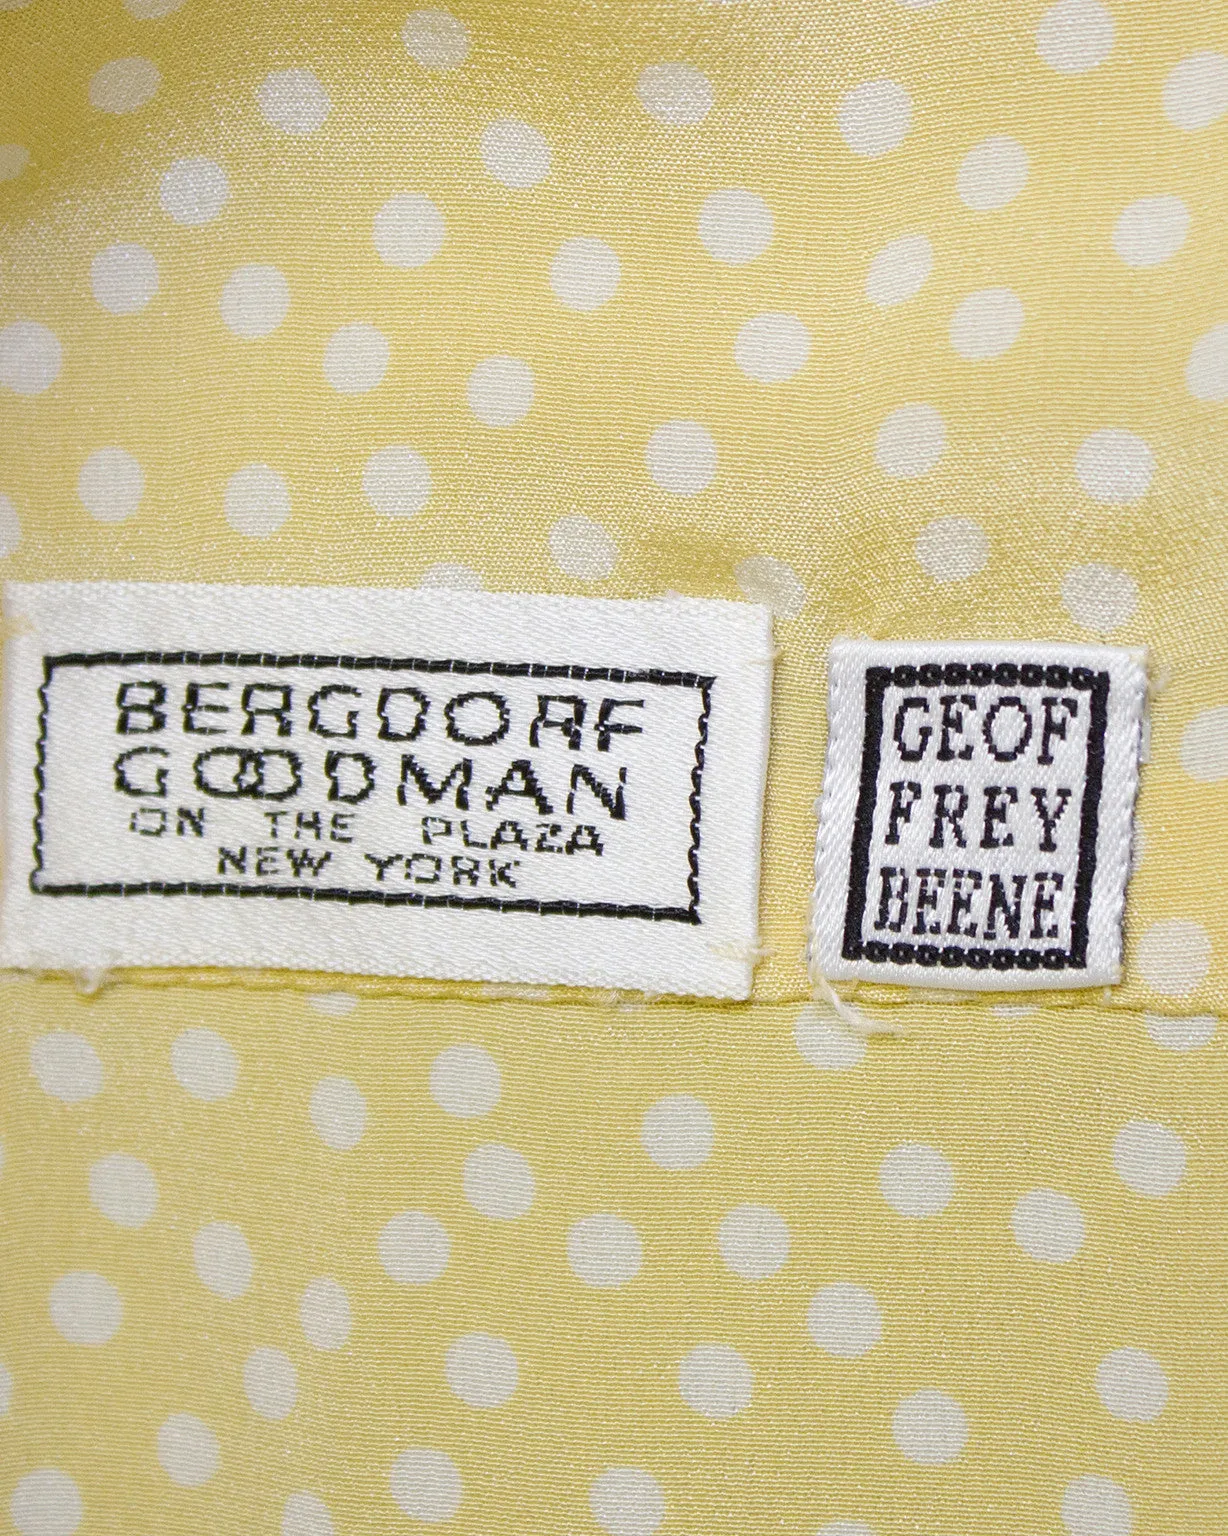 BERGDORF
GOODMAN
ON THE PLAZA
NEW YORK
GEOF
FREY
BEENE